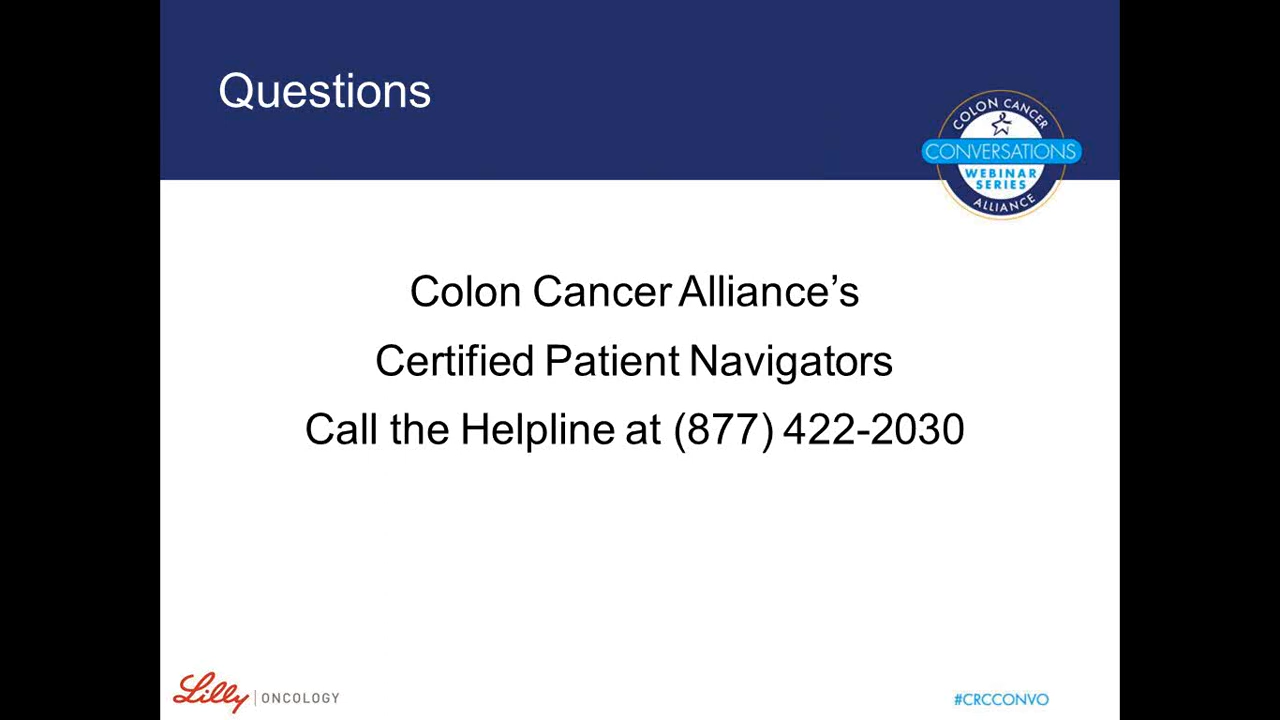 Questions
COLON CANCER
CONVERSATIONS
WEBINAR
SERIES
ALLIANCE
Colon Cancer Alliance’s
Certified Patient Navigators
Call the Helpline at (877) 422-2030
Lilly ONCOLOGY
#CRCCONVO